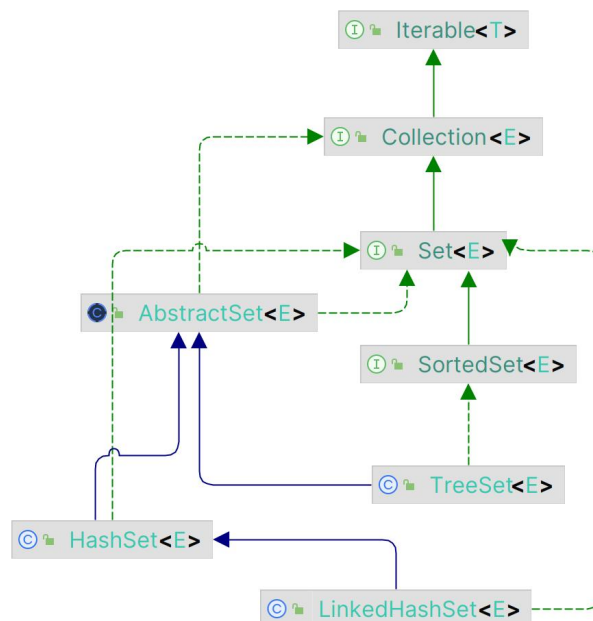 I Iterable<T>
I Collection<E>
I Set<E>
C AbstractSet<E>
I SortedSet<E>
C TreeSet<E>
C HashSet<E>
C LinkedHashSet<E>